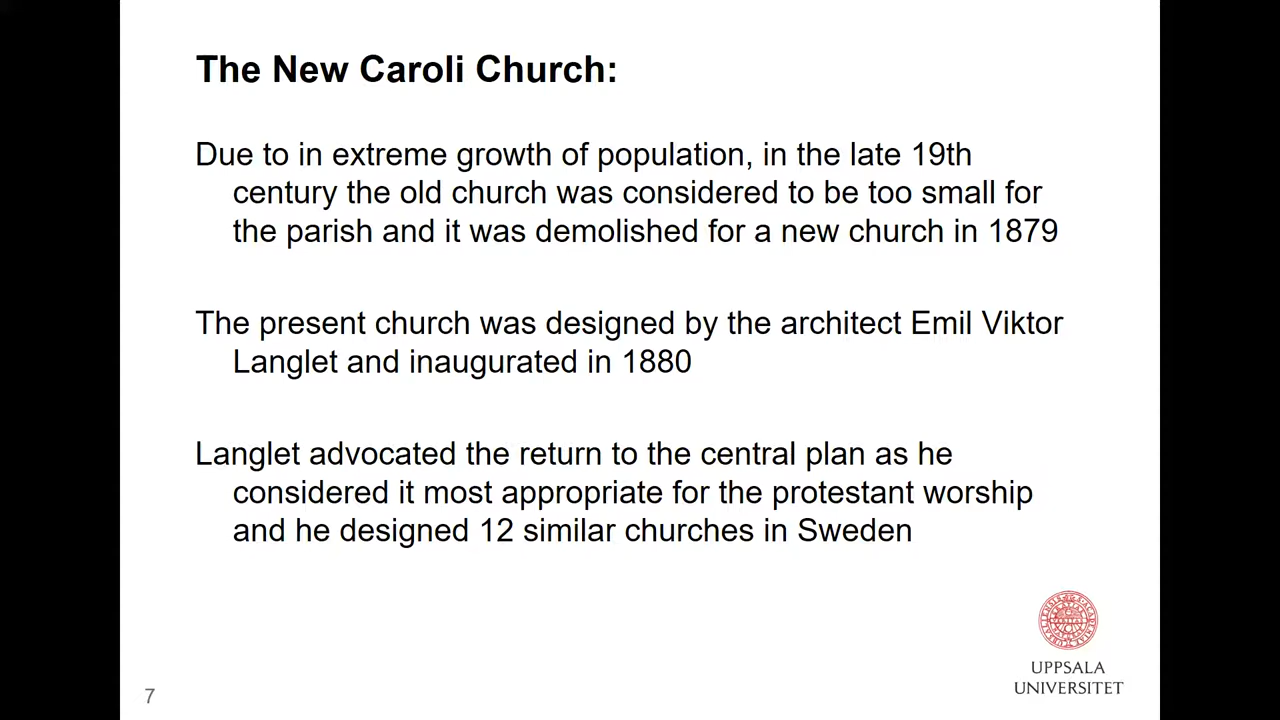 The New Caroli Church:
Due to in extreme growth of population, in the late 19th
century the old church was considered to be too small for
the parish and it was demolished for a new church in 1879
The present church was designed by the architect Emil Viktor
Langlet and inaugurated in 1880
Langlet advocated the return to the central plan as he
considered it most appropriate for the protestant worship
and he designed 12 similar churches in Sweden
UPPSALA
UNIVERSITET
7